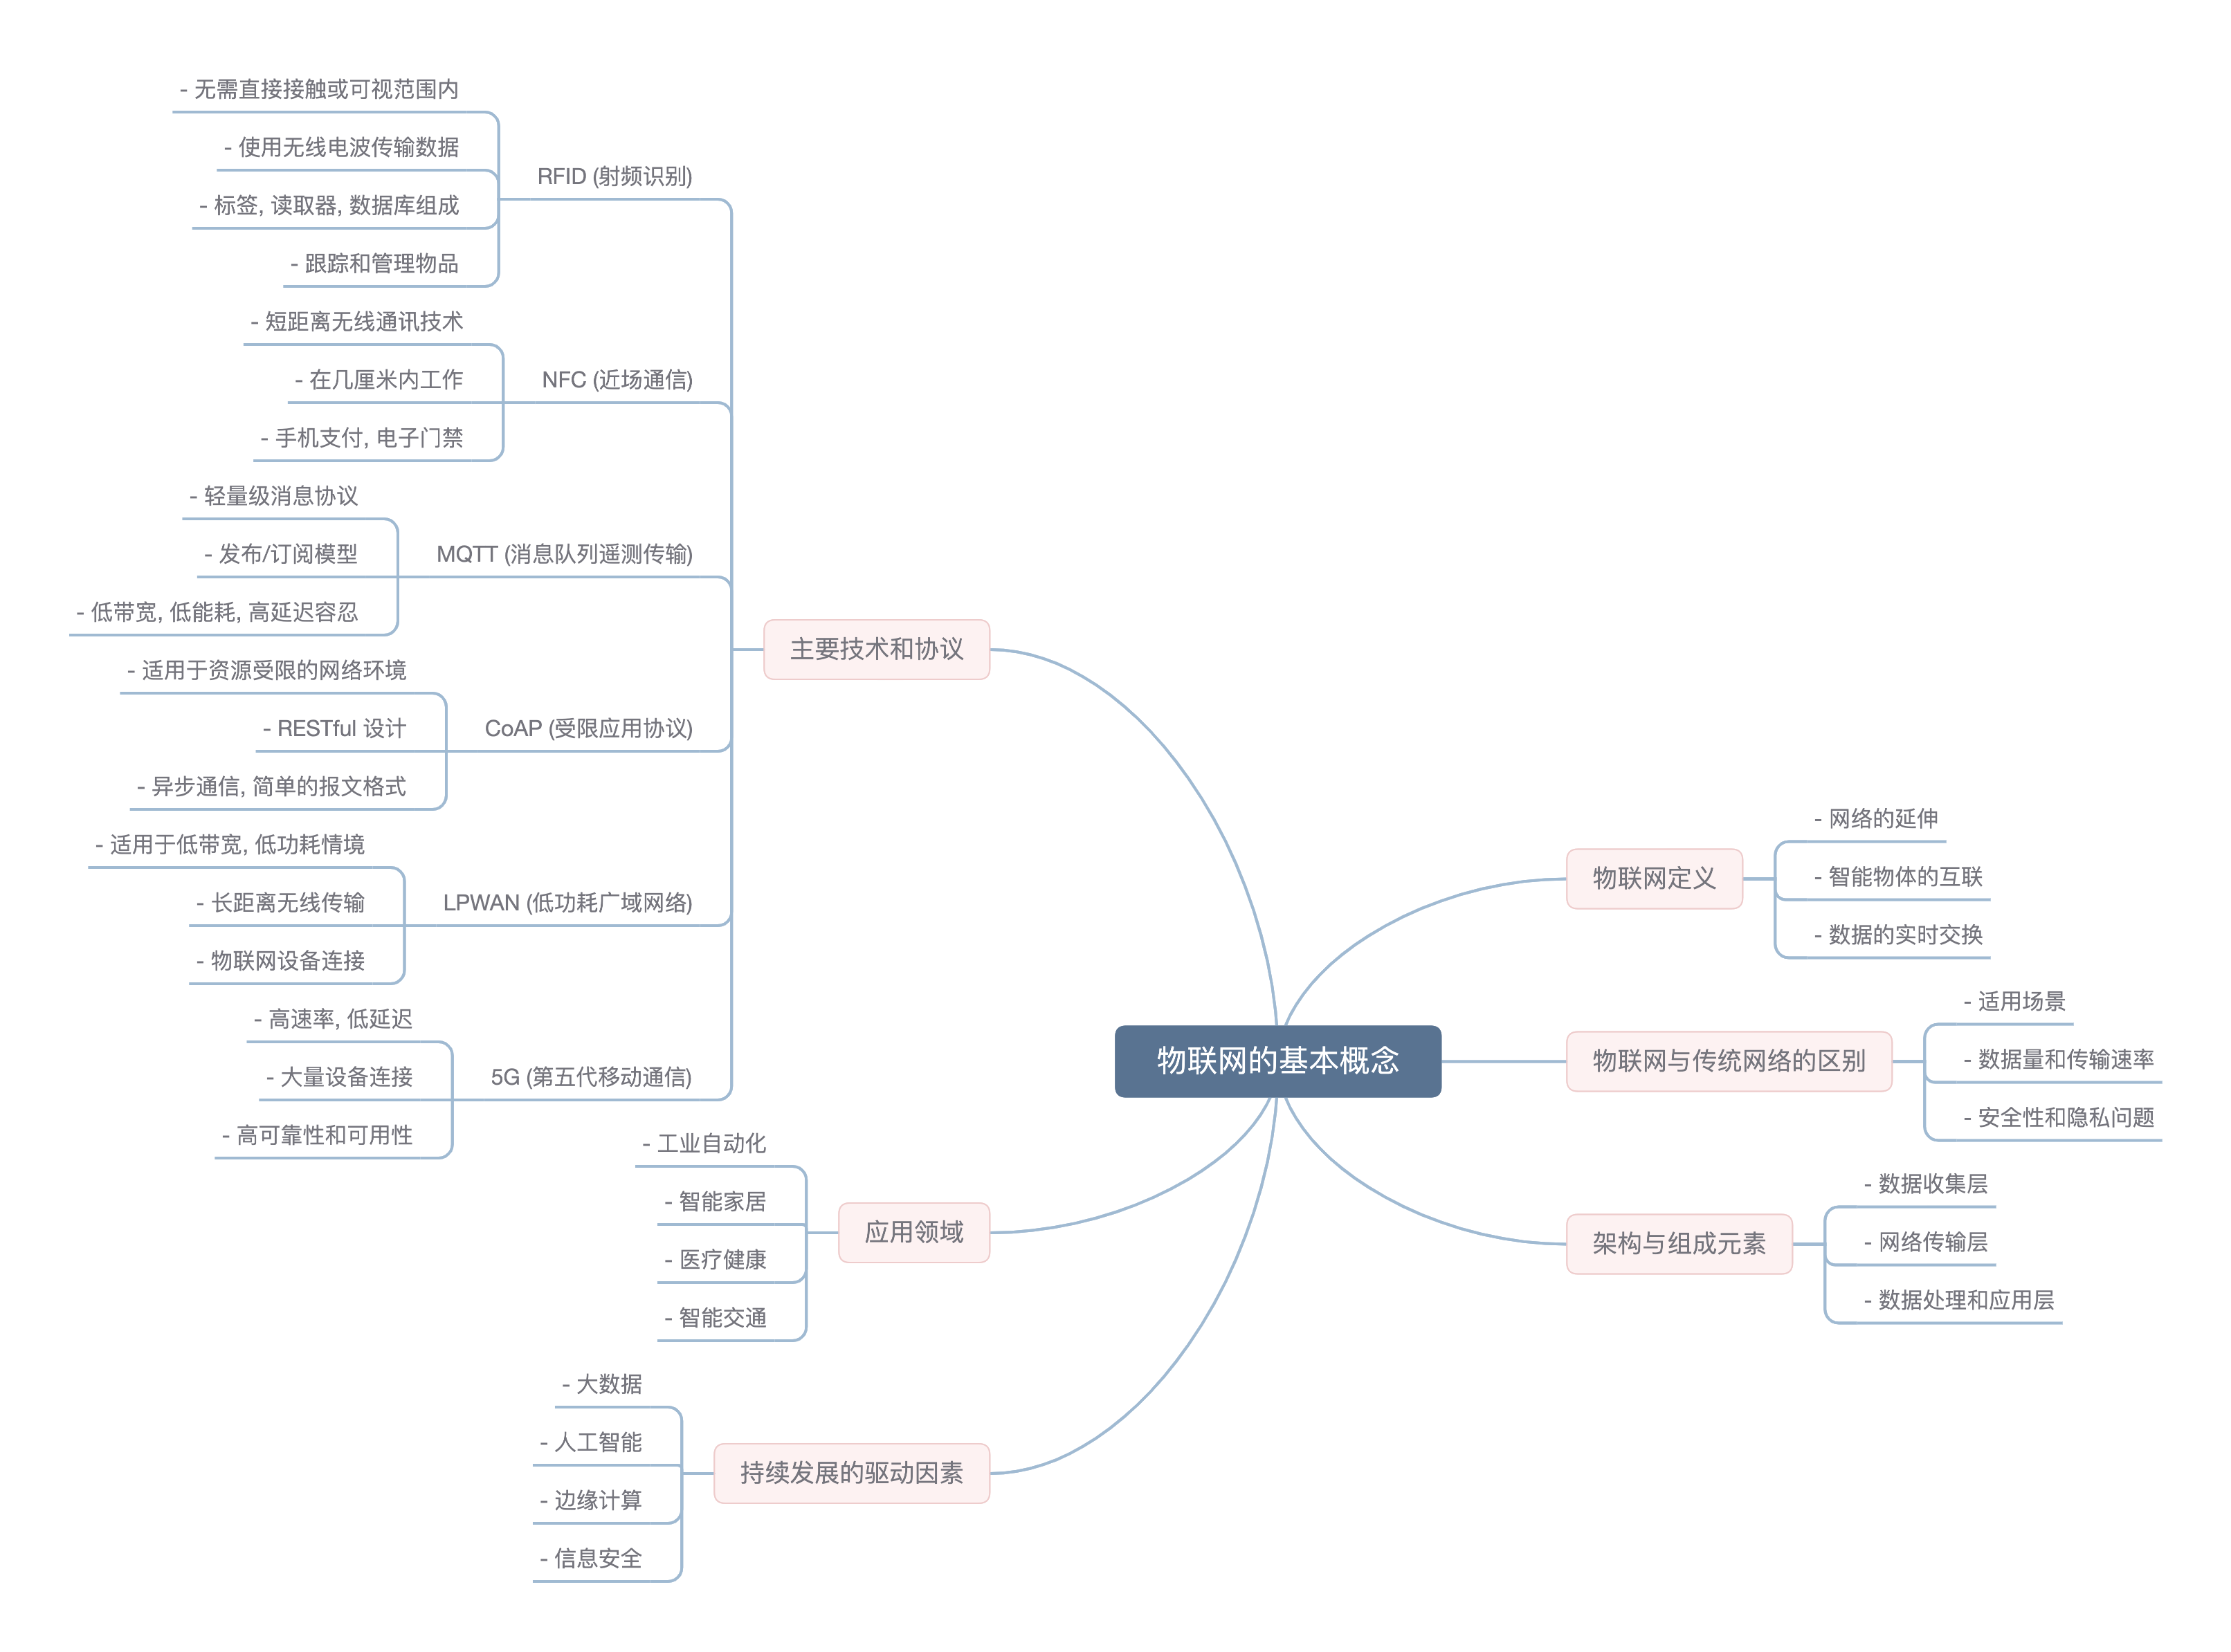 物联网的基本概念
物联网定义
- 网络的延伸
- 智能物体的互联
- 数据的实时交换
物联网与传统网络的区别
- 适用场景
- 数据量和传输速率
- 安全性和隐私问题
架构与组成元素
- 数据收集层
- 网络传输层
- 数据处理和应用层
主要技术和协议
RFID (射频识别)
- 无需直接接触或可视范围内
- 使用无线电波传输数据
- 标签, 读取器, 数据库组成
- 跟踪和管理物品
NFC (近场通信)
- 短距离无线通讯技术
- 在几厘米内工作
- 手机支付, 电子门禁
MQTT (消息队列遥测传输)
- 轻量级消息协议
- 发布/订阅模型
- 低带宽, 低能耗, 高延迟容忍
CoAP (受限应用协议)
- 适用于资源受限的网络环境
- RESTful 设计
- 异步通信, 简单的报文格式
LPWAN (低功耗广域网络)
- 适用于低带宽, 低功耗情境
- 长距离无线传输
- 物联网设备连接
5G (第五代移动通信)
- 高速率, 低延迟
- 大量设备连接
- 高可靠性和可用性
应用领域
- 工业自动化
- 智能家居
- 医疗健康
- 智能交通
持续发展的驱动因素
- 大数据
- 人工智能
- 边缘计算
- 信息安全